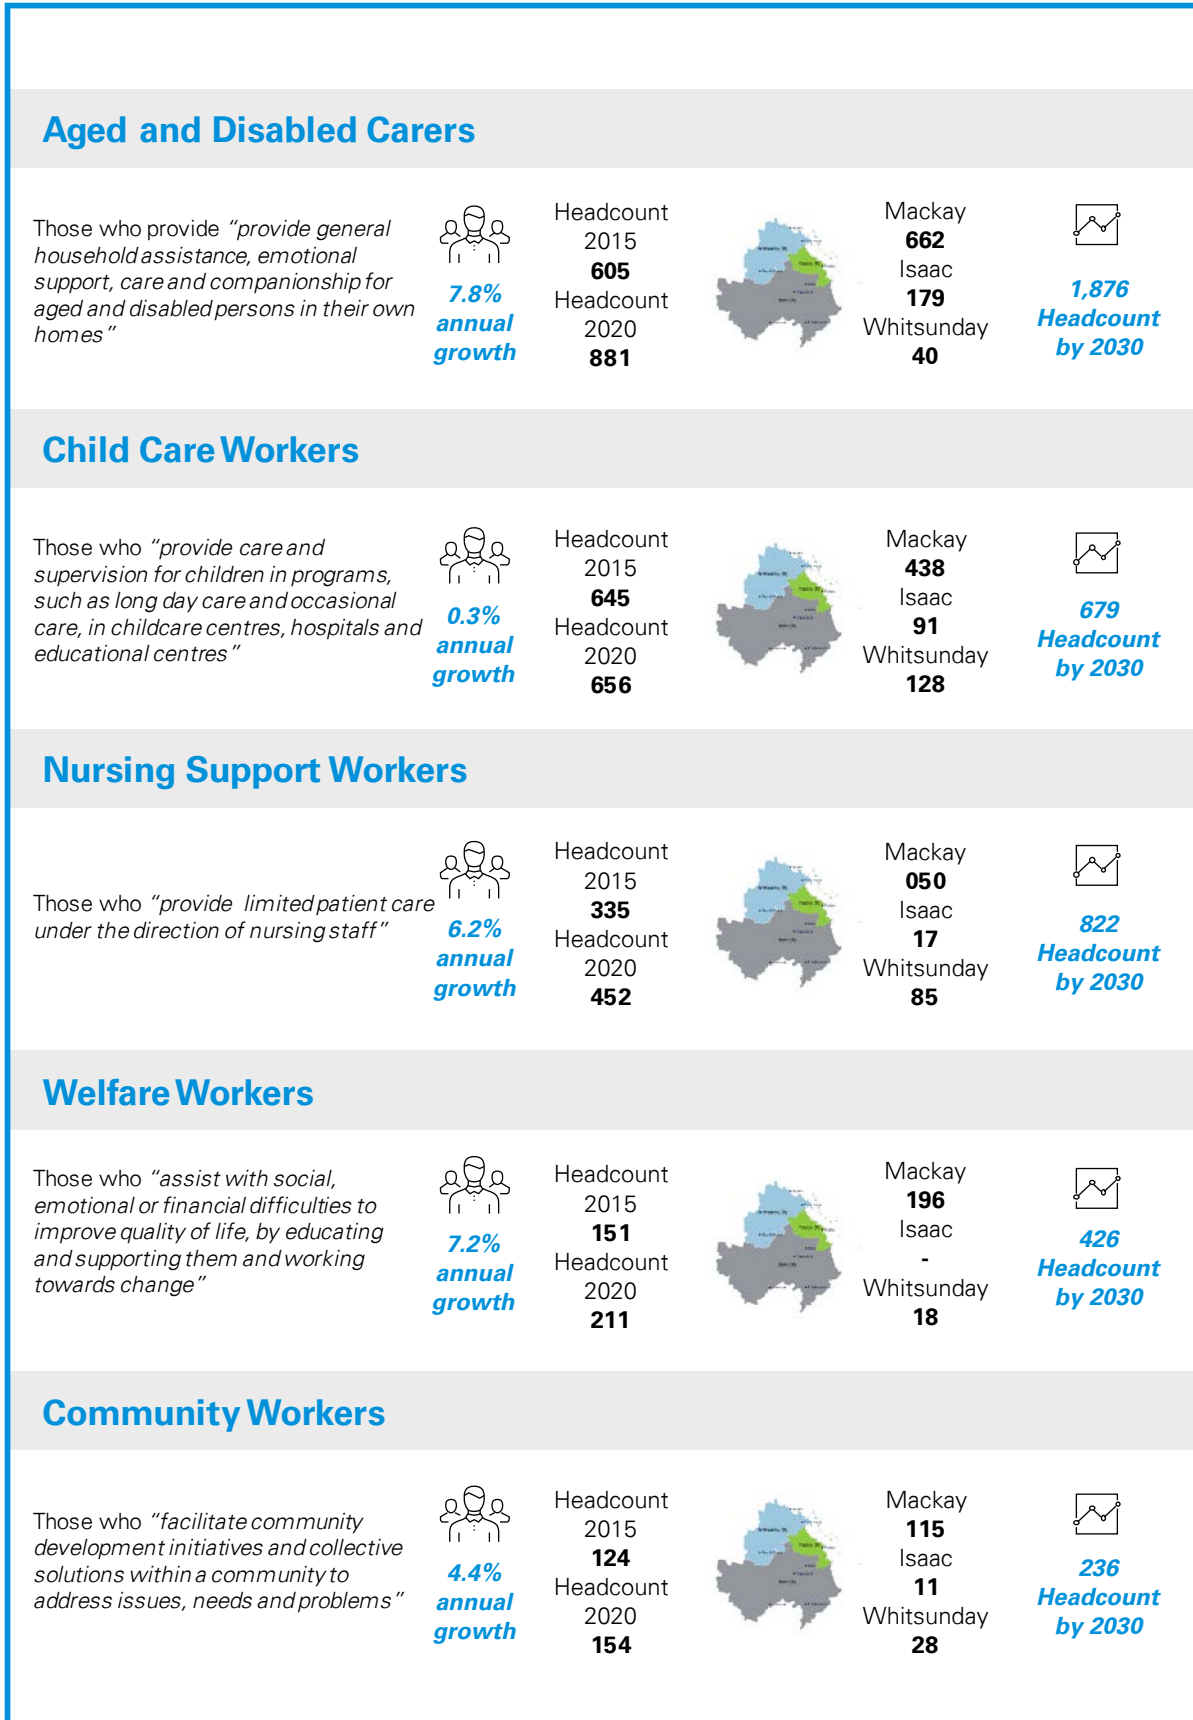 Aged and Disabled Carers
Those who provide “provide general
household assistance, emotional
support, care and companionship for
aged and disabled persons in their own
homes”
7.8%
annual
growth
Headcount
2015
605
Headcount
2020
881
Mackay
662
Isaac
179
Whitsunday
40
1,876
Headcount
by 2030
Child Care Workers
Those who “provide care and
supervision for children in programs,
such as long day care and occasional
care, in childcare centres, hospitals and
educational centres”
0.3%
annual
growth
Headcount
2015
645
Headcount
2020
656
Mackay
438
Isaac
91
Whitsunday
128
679
Headcount
by 2030
Nursing Support Workers
Those who “provide limited patient care
under the direction of nursing staff”
6.2%
annual
growth
Headcount
2015
335
Headcount
2020
452
Mackay
050
Isaac
17
Whitsunday
85
822
Headcount
by 2030
Welfare Workers
Those who “assist with social,
emotional or financial difficulties to
improve quality of life, by educating
and supporting them and working
towards change”
7.2%
annual
growth
Headcount
2015
151
Headcount
2020
211
Mackay
196
Isaac
-
Whitsunday
18
426
Headcount
by 2030
Community Workers
Those who “facilitate community
development initiatives and collective
solutions within a community to
address issues, needs and problems”
4.4%
annual
growth
Headcount
2015
124
Headcount
2020
154
Mackay
115
Isaac
11
Whitsunday
28
236
Headcount
by 2030